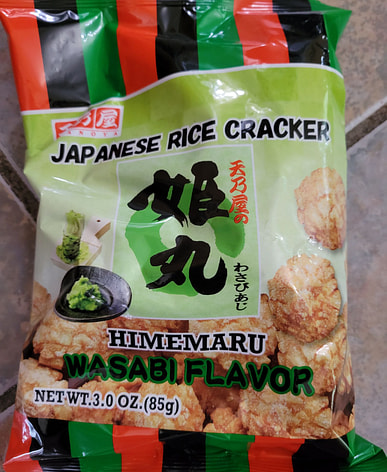 天乃屋
AMANOYA
JAPANESE RICE CRACKER
天乃屋の
姫丸
わさびあじ
HIMEMARU
WASABI FLAVOR
NET WT.3.0 OZ.(85g)